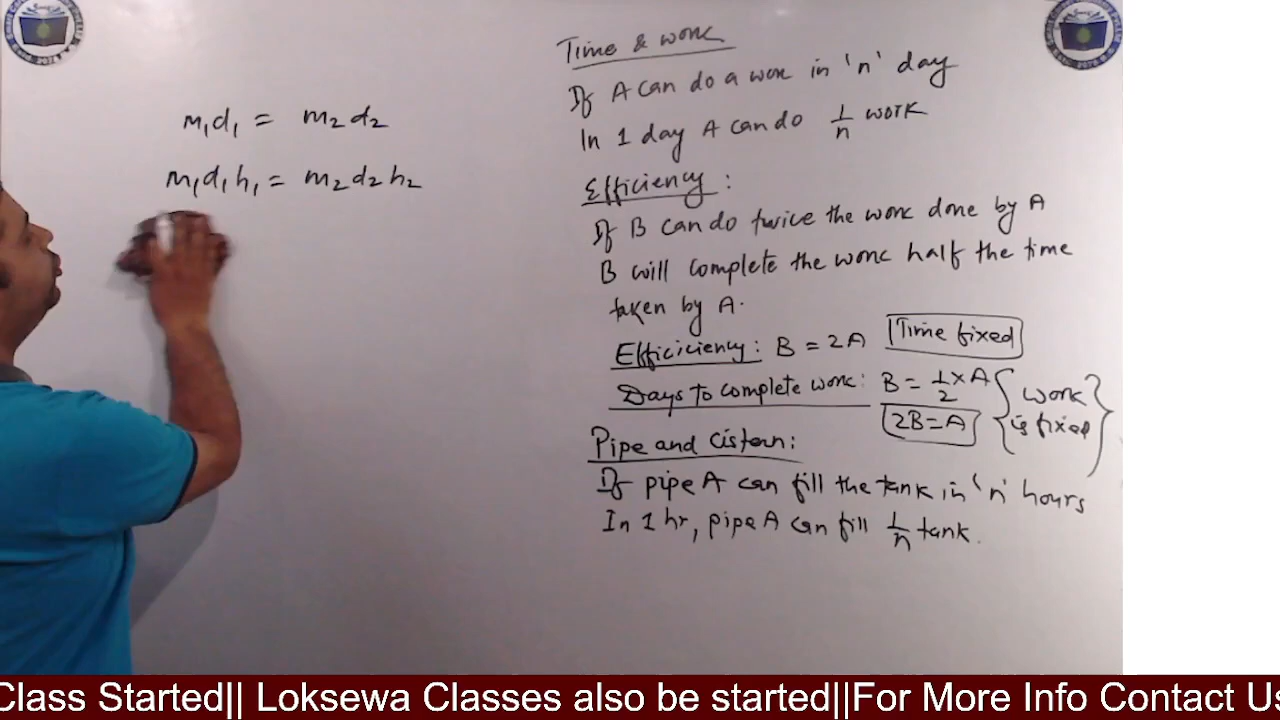 m₁d₁ = m₂d₂
m₁d₁h₁ = m₂d₂h₂
Time & work
If A can do a work in 'n' day
In 1 day A can do 1/n work
Efficiency:
If B can do twice the work done by A
B will complete the work half the time
taken by A.
Efficiciency: B = 2A Time fixed
Days to complete work: B = 1/2 × A { work is fixed }
2B = A
Pipe and cistern:
If pipe A can fill the tank in 'n' hours
In 1 hr, pipe A can fill 1/n tank.
Class Started|| Loksewa Classes also be started||For More Info Contact Us